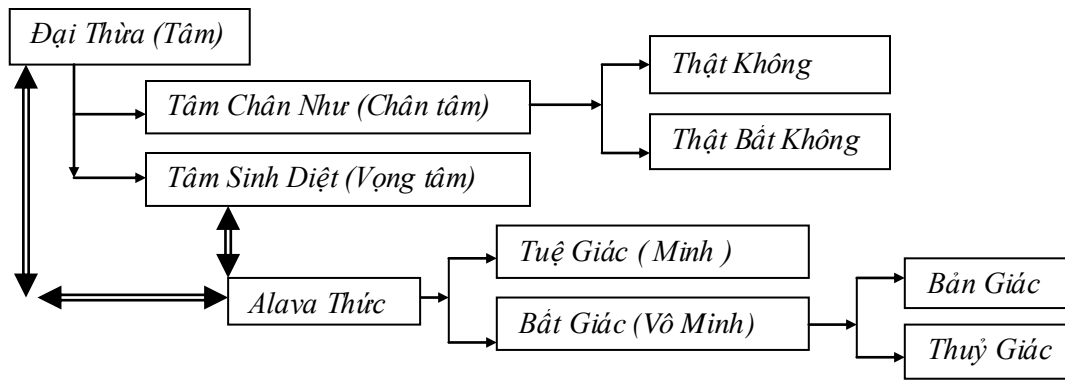 Đại Thừa (Tâm)
Thật Không
Tâm Chân Như (Chân tâm)
Thật Bất Không
Tâm Sinh Diệt (Vọng tâm)
Tuệ Giác ( Minh )
Bản Giác
Alava Thức
Bất Giác (Vô Minh)
Thuỷ Giác